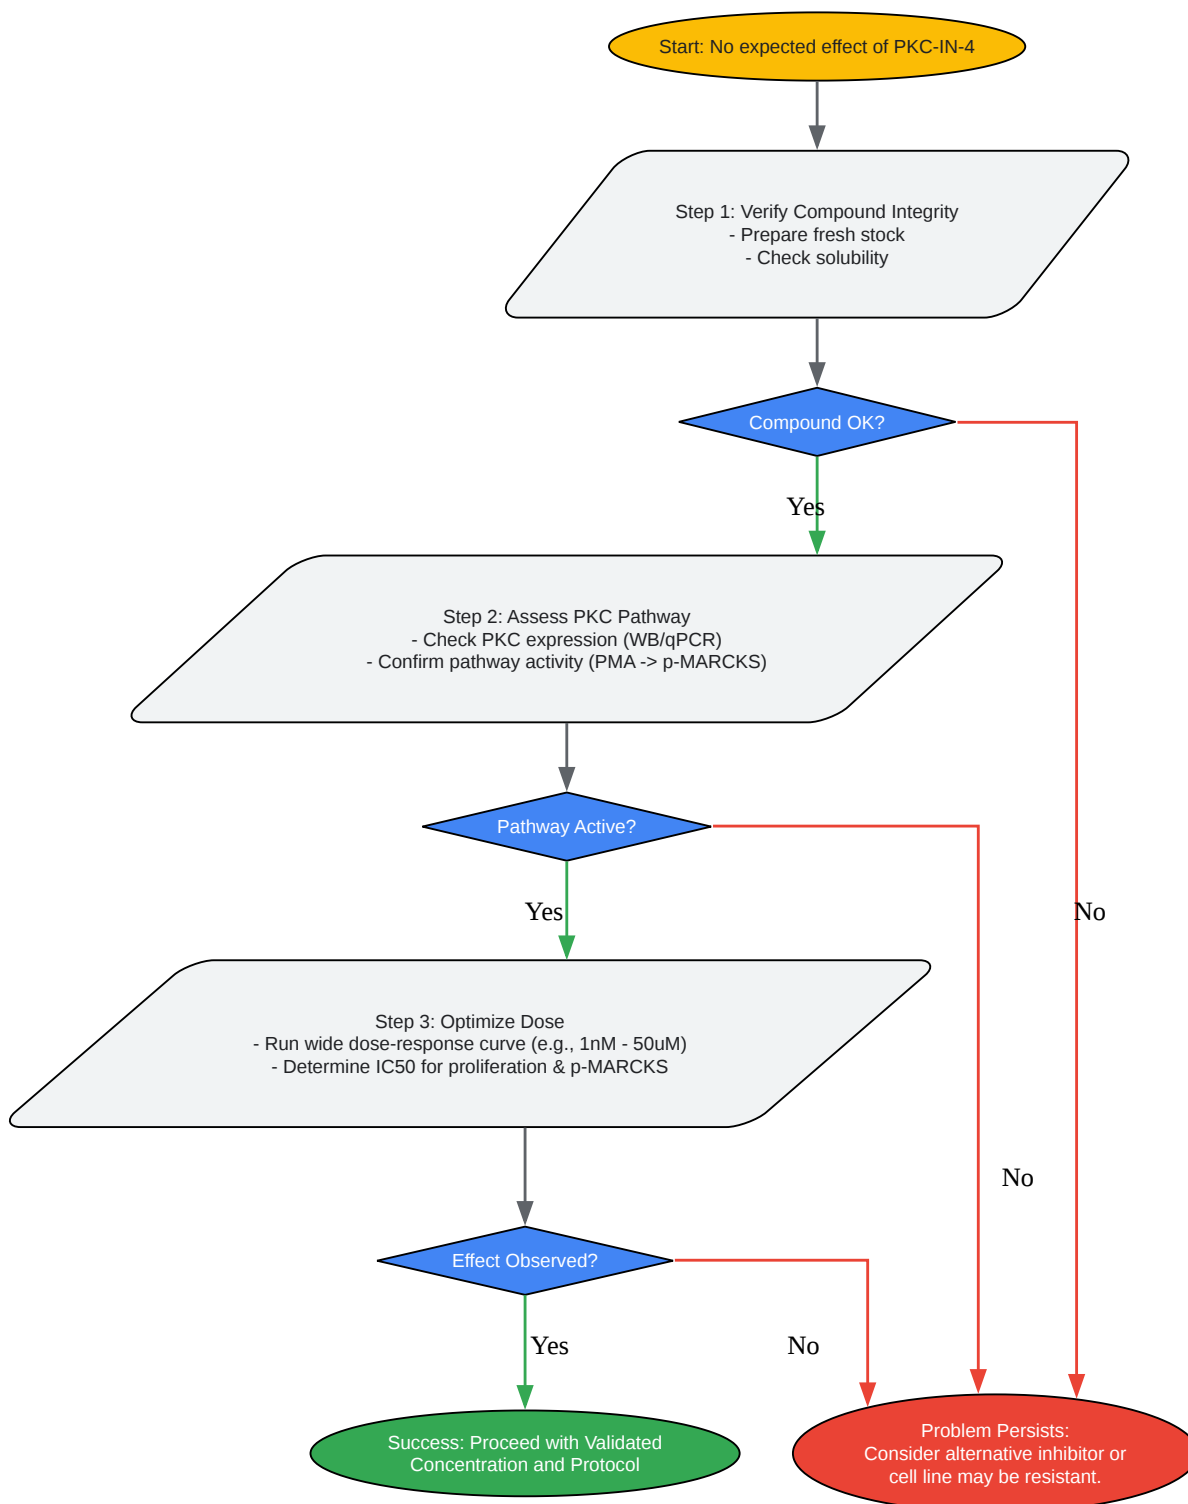 Start: No expected effect of PKC-IN-4
Step 1: Verify Compound Integrity
- Prepare fresh stock
- Check solubility
Compound OK?
Yes
Step 2: Assess PKC Pathway
- Check PKC expression (WB/qPCR)
- Confirm pathway activity (PMA -> p-MARCKS)
Pathway Active?
Yes
No
Step 3: Optimize Dose
- Run wide dose-response curve (e.g., 1nM - 50uM)
- Determine IC50 for proliferation & p-MARCKS
No
Effect Observed?
Yes
No
Success: Proceed with Validated
Concentration and Protocol
Problem Persists:
Consider alternative inhibitor or
cell line may be resistant.